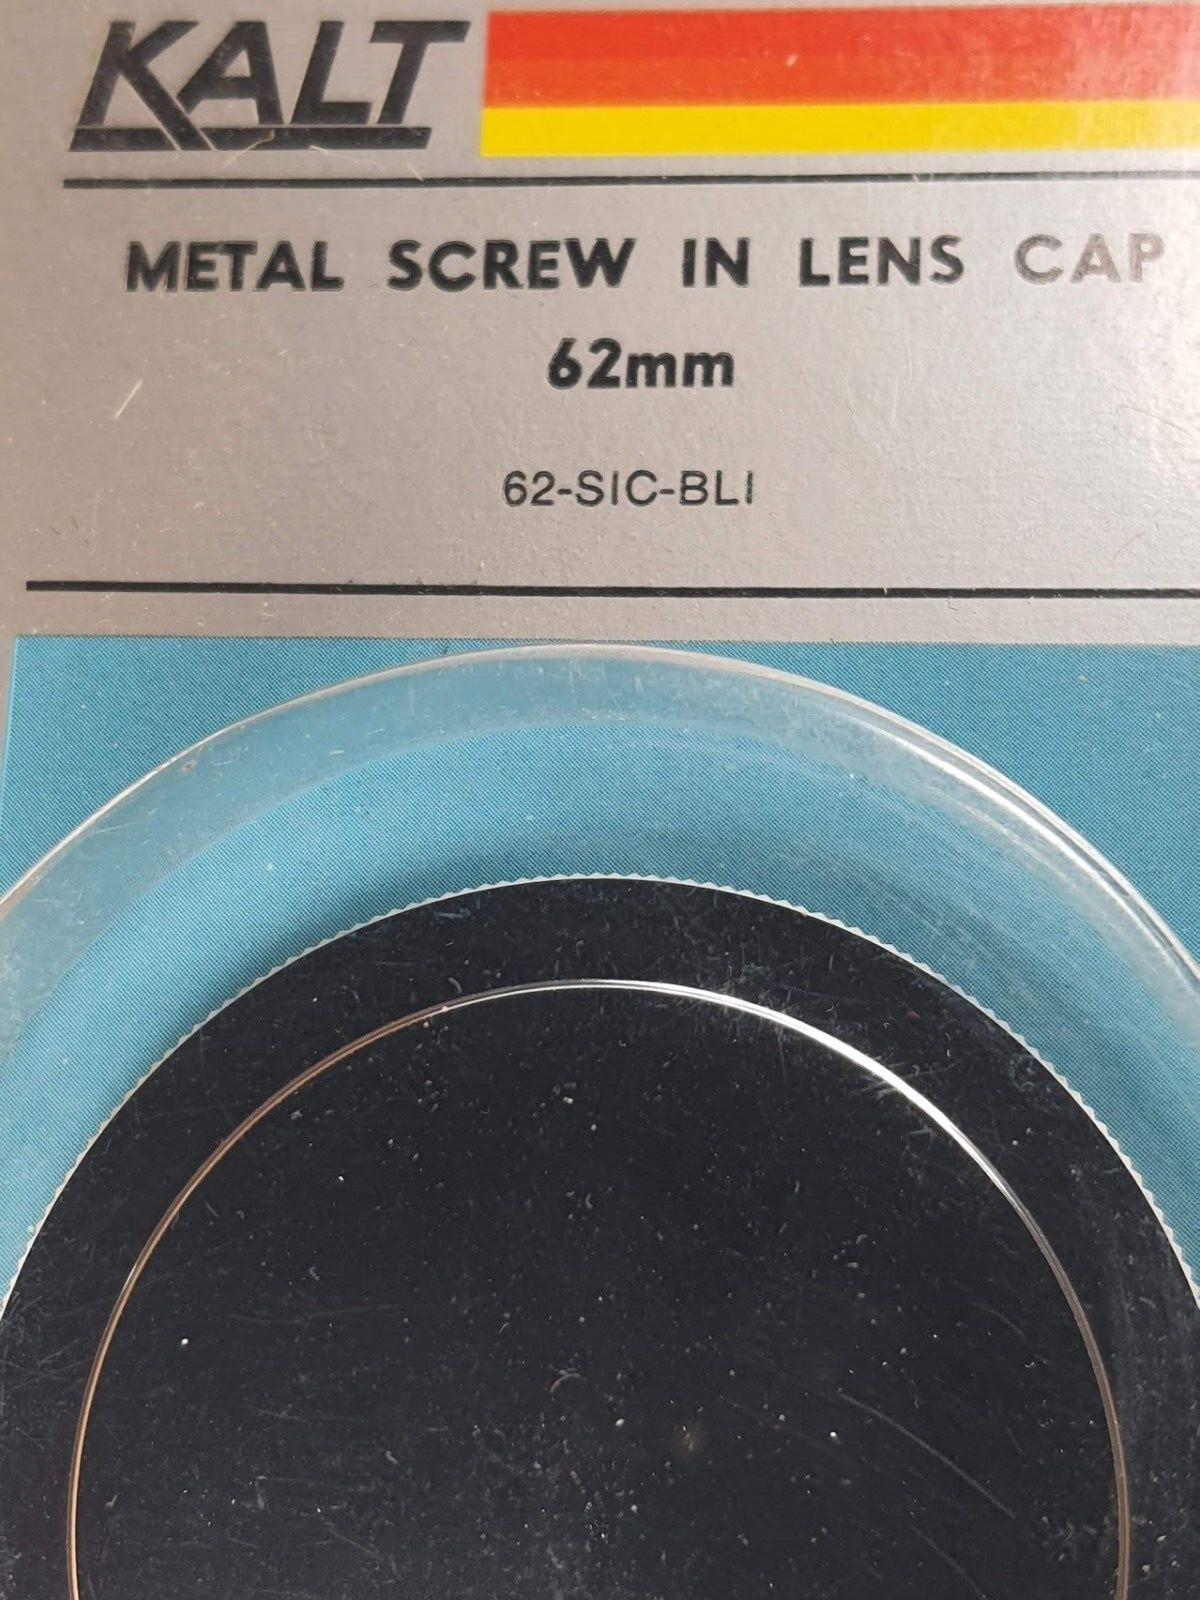 KALT
METAL SCREW IN LENS CAP
62mm
62-SIC-BLI